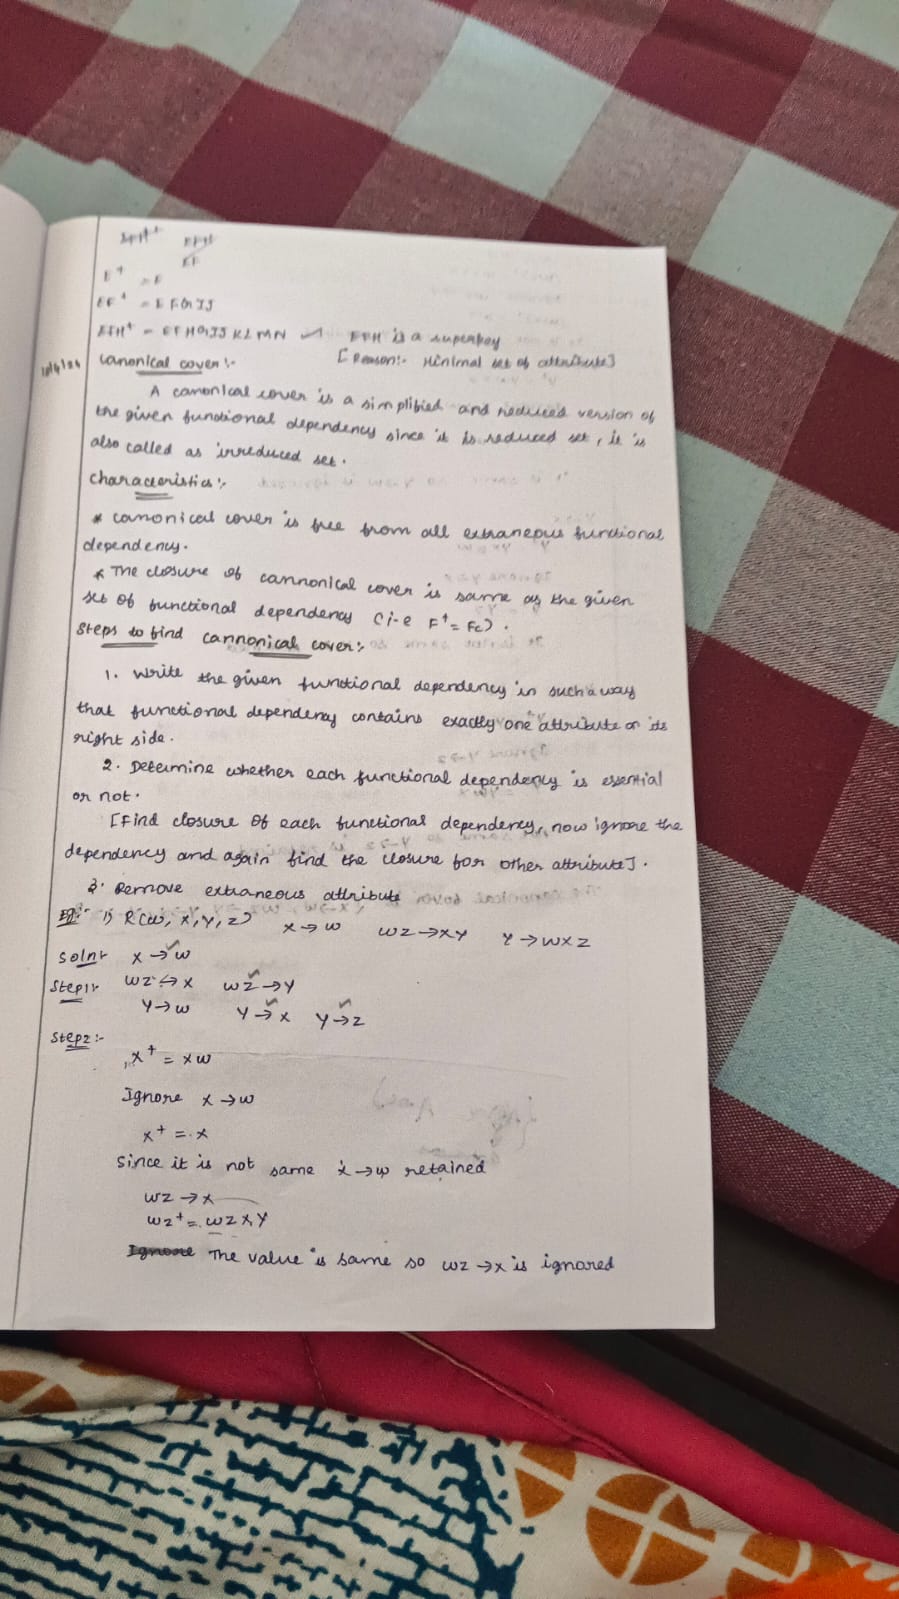 EFH
EF
E+ = E
EF+ = EFGIJ
EFH+ = EFHGIJKLMN EFH is a superkey
[Reason:- Minimal set of attribute]
canonical cover :-
A canonical cover is a simplified and reduced version of
the given functional dependency since it is reduced set, it is
also called as irreduced set.
characteristics :-
* canonical cover is free from all extraneous functional
dependency.
* The closure of cannonical cover is same as the given
set of functional dependency (i-e F+ = Fc).
Steps to find cannonical cover:-
1. Write the given functional dependency in such a way
that functional dependency contains exactly one attribute on its
right side.
2. Determine whether each functional dependency is essential
or not.
[Find closure of each functional dependency, now ignore the
dependency and again find the closure for other attribute].
3. Remove extraneous attribute
Eg:- 1) R(W, X, Y, Z) X → W WZ → XY Y → WXZ
Soln:- X → W
Step1:- WZ → X WZ → Y
Y → W Y → X Y → Z
Step2:-
X+ = XW
Ignore X → W
X+ = X
Since it is not same X → W retained
WZ → X
WZ+ = WZXY
The value is same so WZ → X is ignored